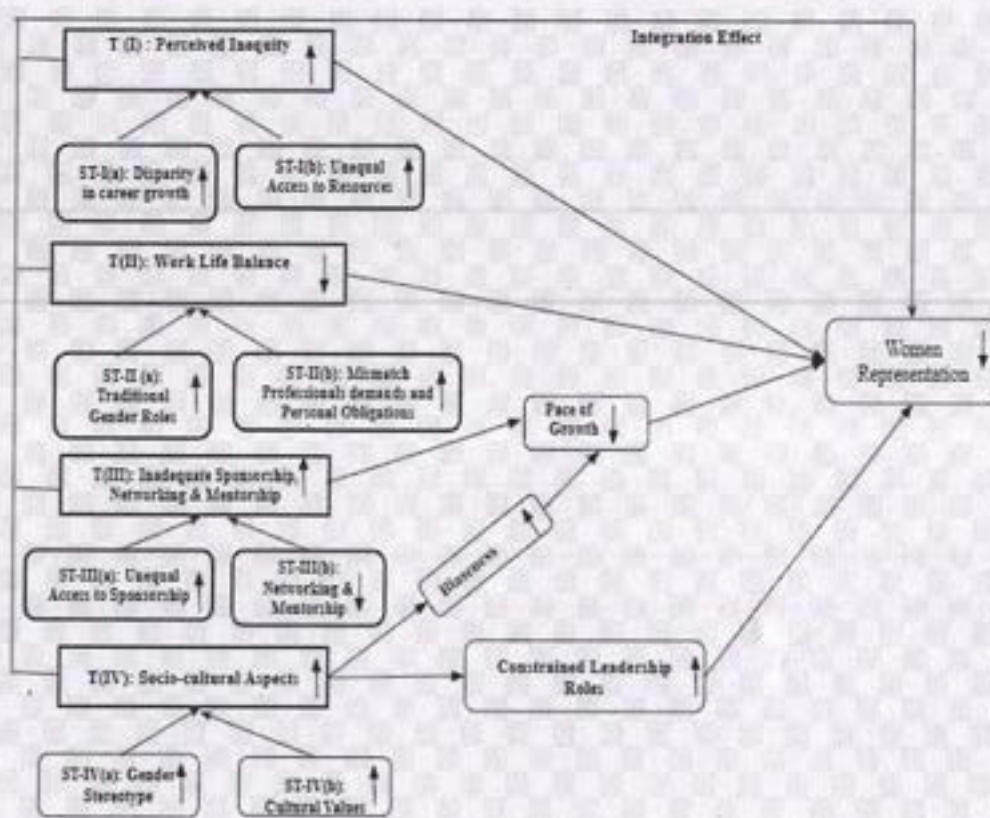 Integration Effect
T (I) : Perceived Inequity
ST-I(a): Disparity
in career growth
ST-I(b): Unequal
Access to Resources
T(II): Work Life Balance
ST-II (a):
Traditional
Gender Roles
ST-II(b): Mismatch
Professionals demands and
Personal Obligations
Women
Representation
Pace of
Growth
T(III): Inadequate Sponsorship,
Networking & Mentorship
Biasness
ST-III(a): Unequal
Access to Sponsorship
ST-III(b):
Networking &
Mentorship
T(IV): Socio-cultural Aspects
Constrained Leadership
Roles
ST-IV(a): Gender
Stereotype
ST-IV(b):
Cultural Values